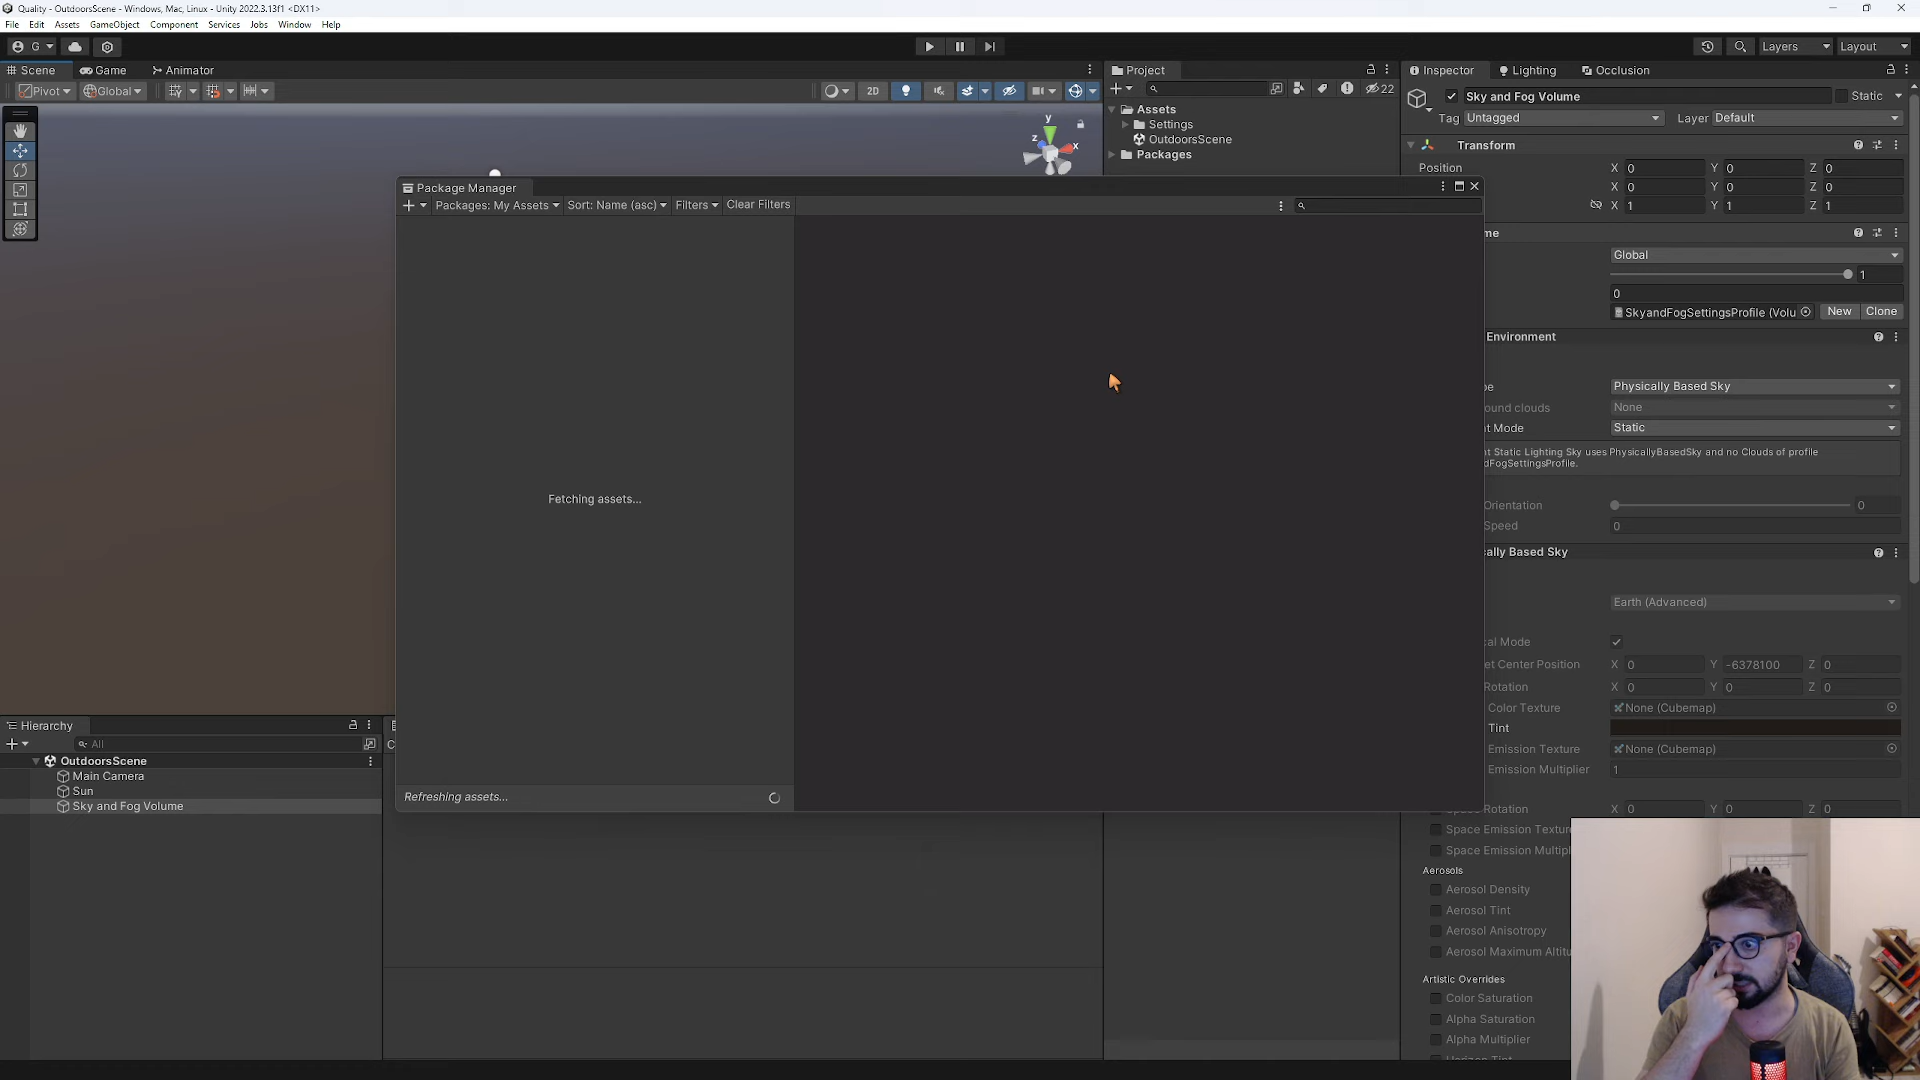 Quality - OutdoorsScene - Windows, Mac, Linux - Unity 2022.3.13f1 <DX11>
File Edit Assets GameObject Component Services Jobs Window Help
G Layers Layout
Scene Game Animator
Pivot Global 2D
y
z x
Project
22
Assets
Settings
OutdoorsScene
Packages
Inspector Lighting Occlusion
Sky and Fog Volume Static
Tag Untagged Layer Default
Transform
Position X 0 Y 0 Z 0
X 0 Y 0 Z 0
X 1 Y 1 Z 1
me
Global
1
0
SkyandFogSettingsProfile (Volu New Clone
Environment
pe Physically Based Sky
ound clouds None
t Mode Static
nt Static Lighting Sky uses PhysicallyBasedSky and no Clouds of profile
dFogSettingsProfile.
Orientation 0
Speed 0
cally Based Sky
Earth (Advanced)
cal Mode
et Center Position X 0 Y -6378100 Z 0
Rotation X 0 Y 0 Z 0
Color Texture None (Cubemap)
Tint
Emission Texture None (Cubemap)
Emission Multiplier 1
Space Rotation X 0 Y 0 Z 0
Space Emission Texture
Space Emission Multipl
Aerosols
Aerosol Density
Aerosol Tint
Aerosol Anisotropy
Aerosol Maximum Altitu
Artistic Overrides
Color Saturation
Alpha Saturation
Alpha Multiplier
Horizon Tint
Package Manager
Packages: My Assets Sort: Name (asc) Filters Clear Filters
Fetching assets...
Refreshing assets...
Hierarchy
All
OutdoorsScene
Main Camera
Sun
Sky and Fog Volume